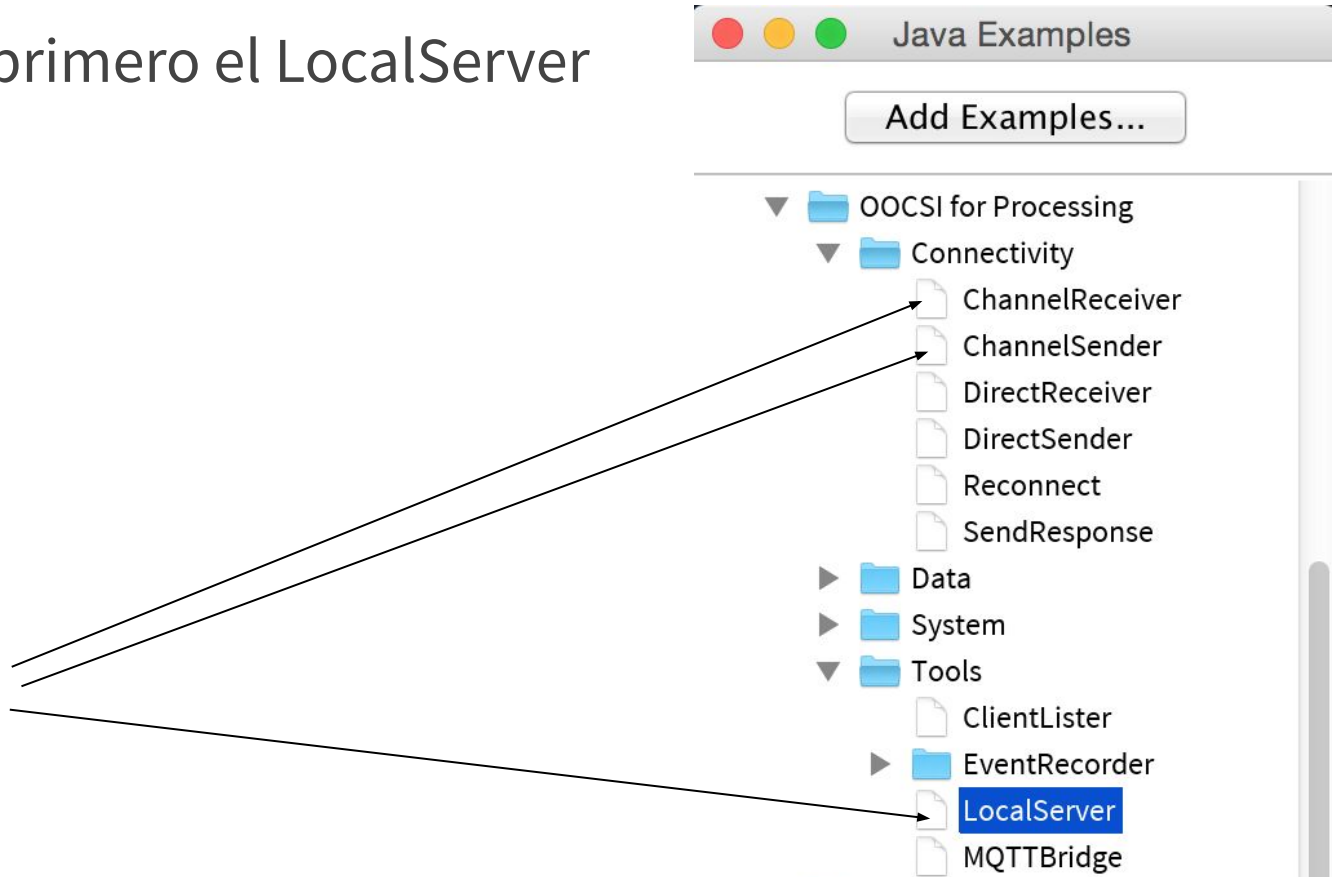 primero el LocalServer
Java Examples
Add Examples...
OOCSI for Processing
Connectivity
ChannelReceiver
ChannelSender
DirectReceiver
DirectSender
Reconnect
SendResponse
Data
System
Tools
ClientLister
EventRecorder
LocalServer
MQTTBridge